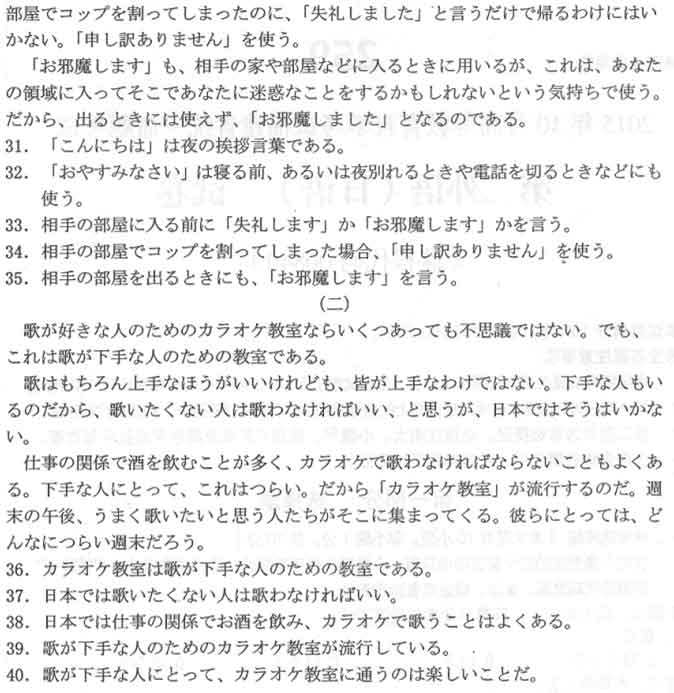 部屋でコップを割ってしまったのに、「失礼しました」と言うだけで帰るわけにはい
かない。「申し訳ありません」を使う。
「お邪魔します」も、相手の家や部屋などに入るときに用いるが、これは、あなた
の領域に入ってそこであなたに迷惑なことをするかもしれないという気持ちで使う。
だから、出るときには使えず、「お邪魔しました」となるのである。
31．「こんにちは」は夜の挨拶言葉である。
32．「おやすみなさい」は寝る前、あるいは夜別れるときや電話を切るときなどにも
使う。
33．相手の部屋に入る前に「失礼します」か「お邪魔します」かを言う。
34．相手の部屋でコップを割ってしまった場合、「申し訳ありません」を使う。
35．相手の部屋を出るときにも、「お邪魔します」を言う。
（二）
歌が好きな人のためのカラオケ教室ならいくつあっても不思議ではない。でも、
これは歌が下手な人のための教室である。
歌はもちろん上手なほうがいいけれども、皆が上手なわけではない。下手な人もい
るのだから、歌いたくない人は歌わなければいい、と思うが、日本ではそうはいかな
い。
仕事の関係で酒を飲むことが多く、カラオケで歌わなければならないこともよくあ
る。下手な人にとって、これはつらい。だから「カラオケ教室」が流行するのだ。週
末の午後、うまく歌いたいと思う人たちがそこに集まってくる。彼らにとっては、ど
んなにつらい週末だろう。
36．カラオケ教室は歌が下手な人のための教室である。
37．日本では歌いたくない人は歌わなければいい。
38．日本では仕事の関係でお酒を飲み、カラオケで歌うことはよくある。
39．歌が下手な人のためのカラオケ教室が流行している。
40．歌が下手な人にとって、カラオケ教室に通うのは楽しいことだ。